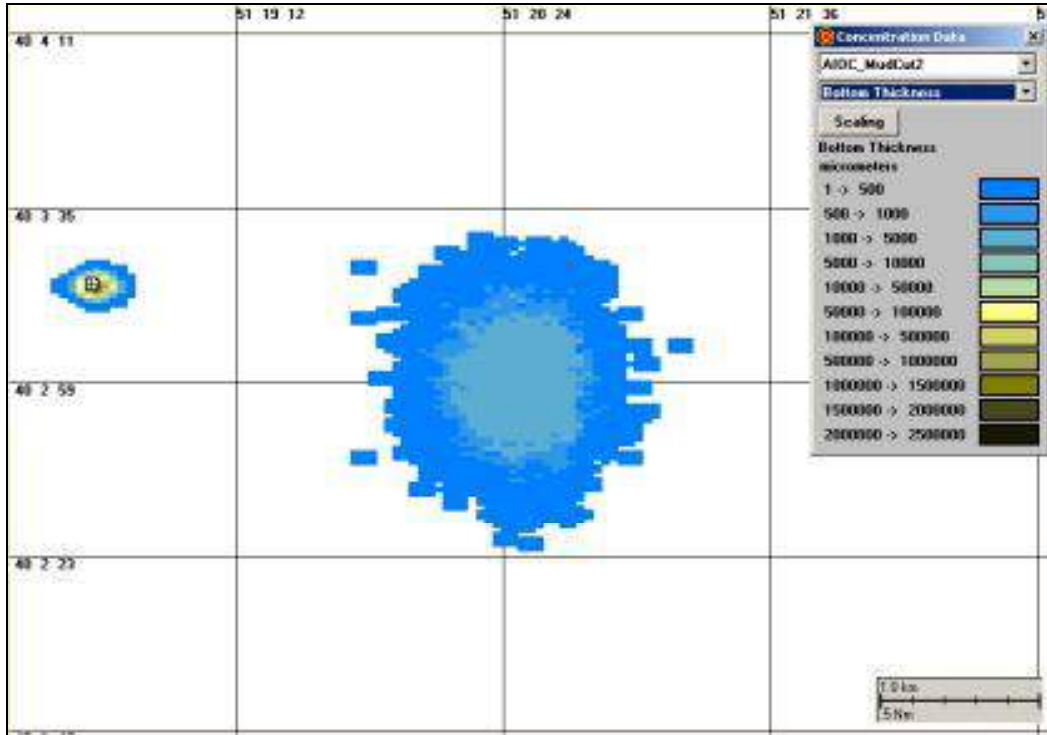 51 19 12
51 20 24
51 21 36
40 4 11
Concentration Data
AIOC_MudCut2
Bottom Thickness
Scaling
Bottom Thickness
micrometers
1 -> 500
40 3 35
500 -> 1000
1000 -> 5000
5000 -> 10000
10000 -> 50000
50000 -> 100000
100000 -> 500000
500000 -> 1000000
40 2 59
1000000 -> 1500000
1500000 -> 2000000
2000000 -> 2500000
40 2 23
1.0 km
.5 Nm